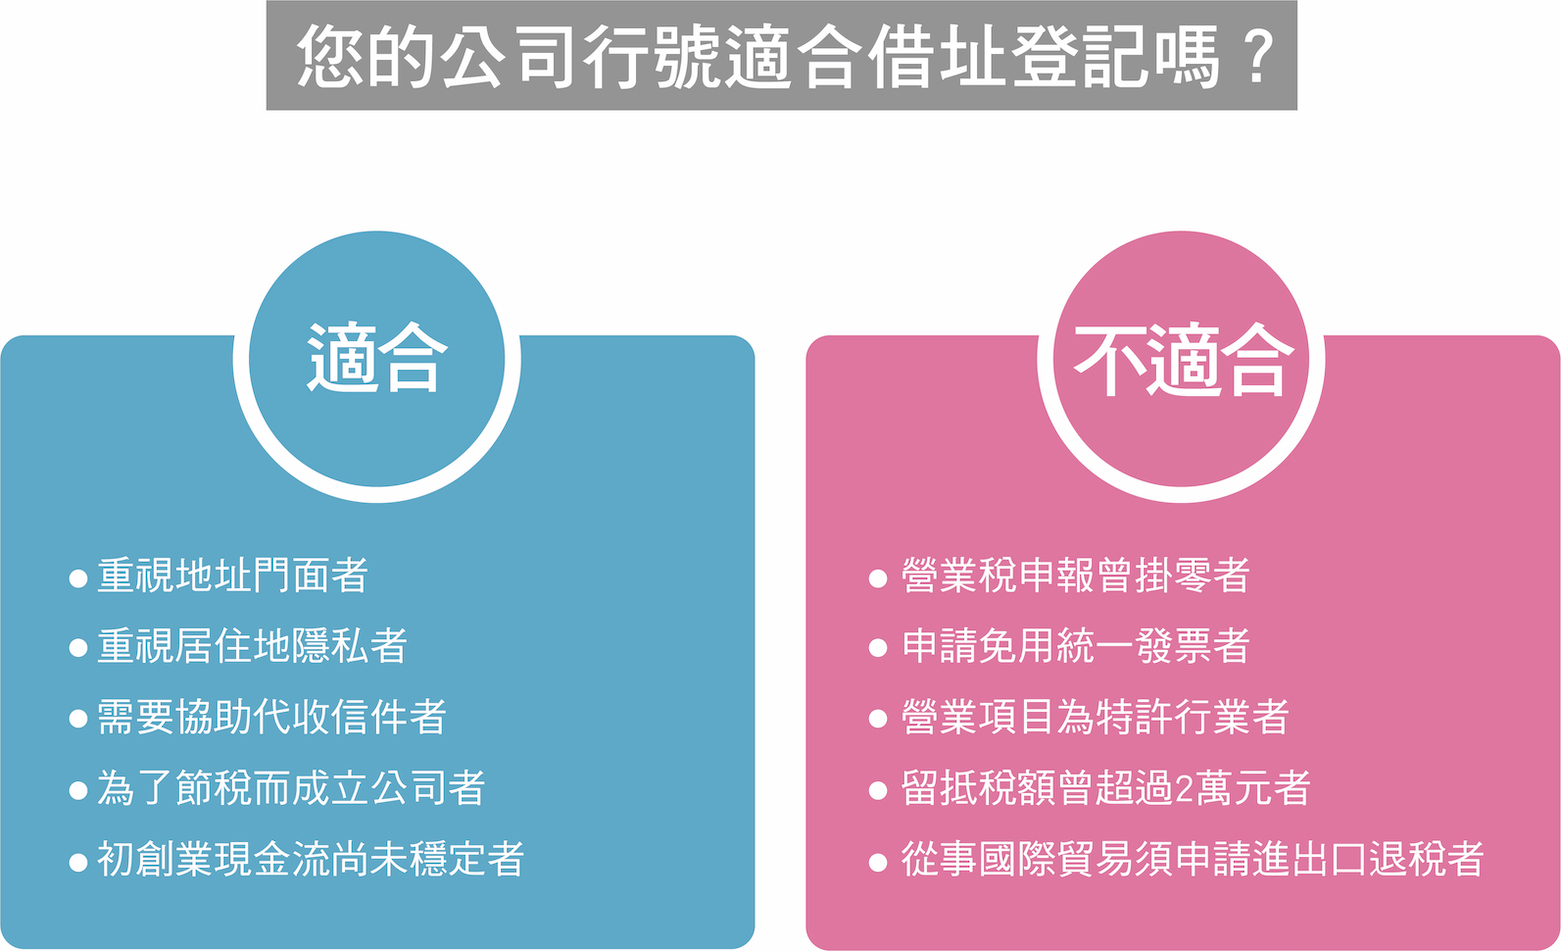 您的公司行號適合借址登記嗎？
適合
● 重視地址門面者
● 重視居住地隱私者
● 需要協助代收信件者
● 為了節稅而成立公司者
● 初創業現金流尚未穩定者
不適合
● 營業稅申報曾掛零者
● 申請免用統一發票者
● 營業項目為特許行業者
● 留抵稅額曾超過2萬元者
● 從事國際貿易須申請進出口退稅者